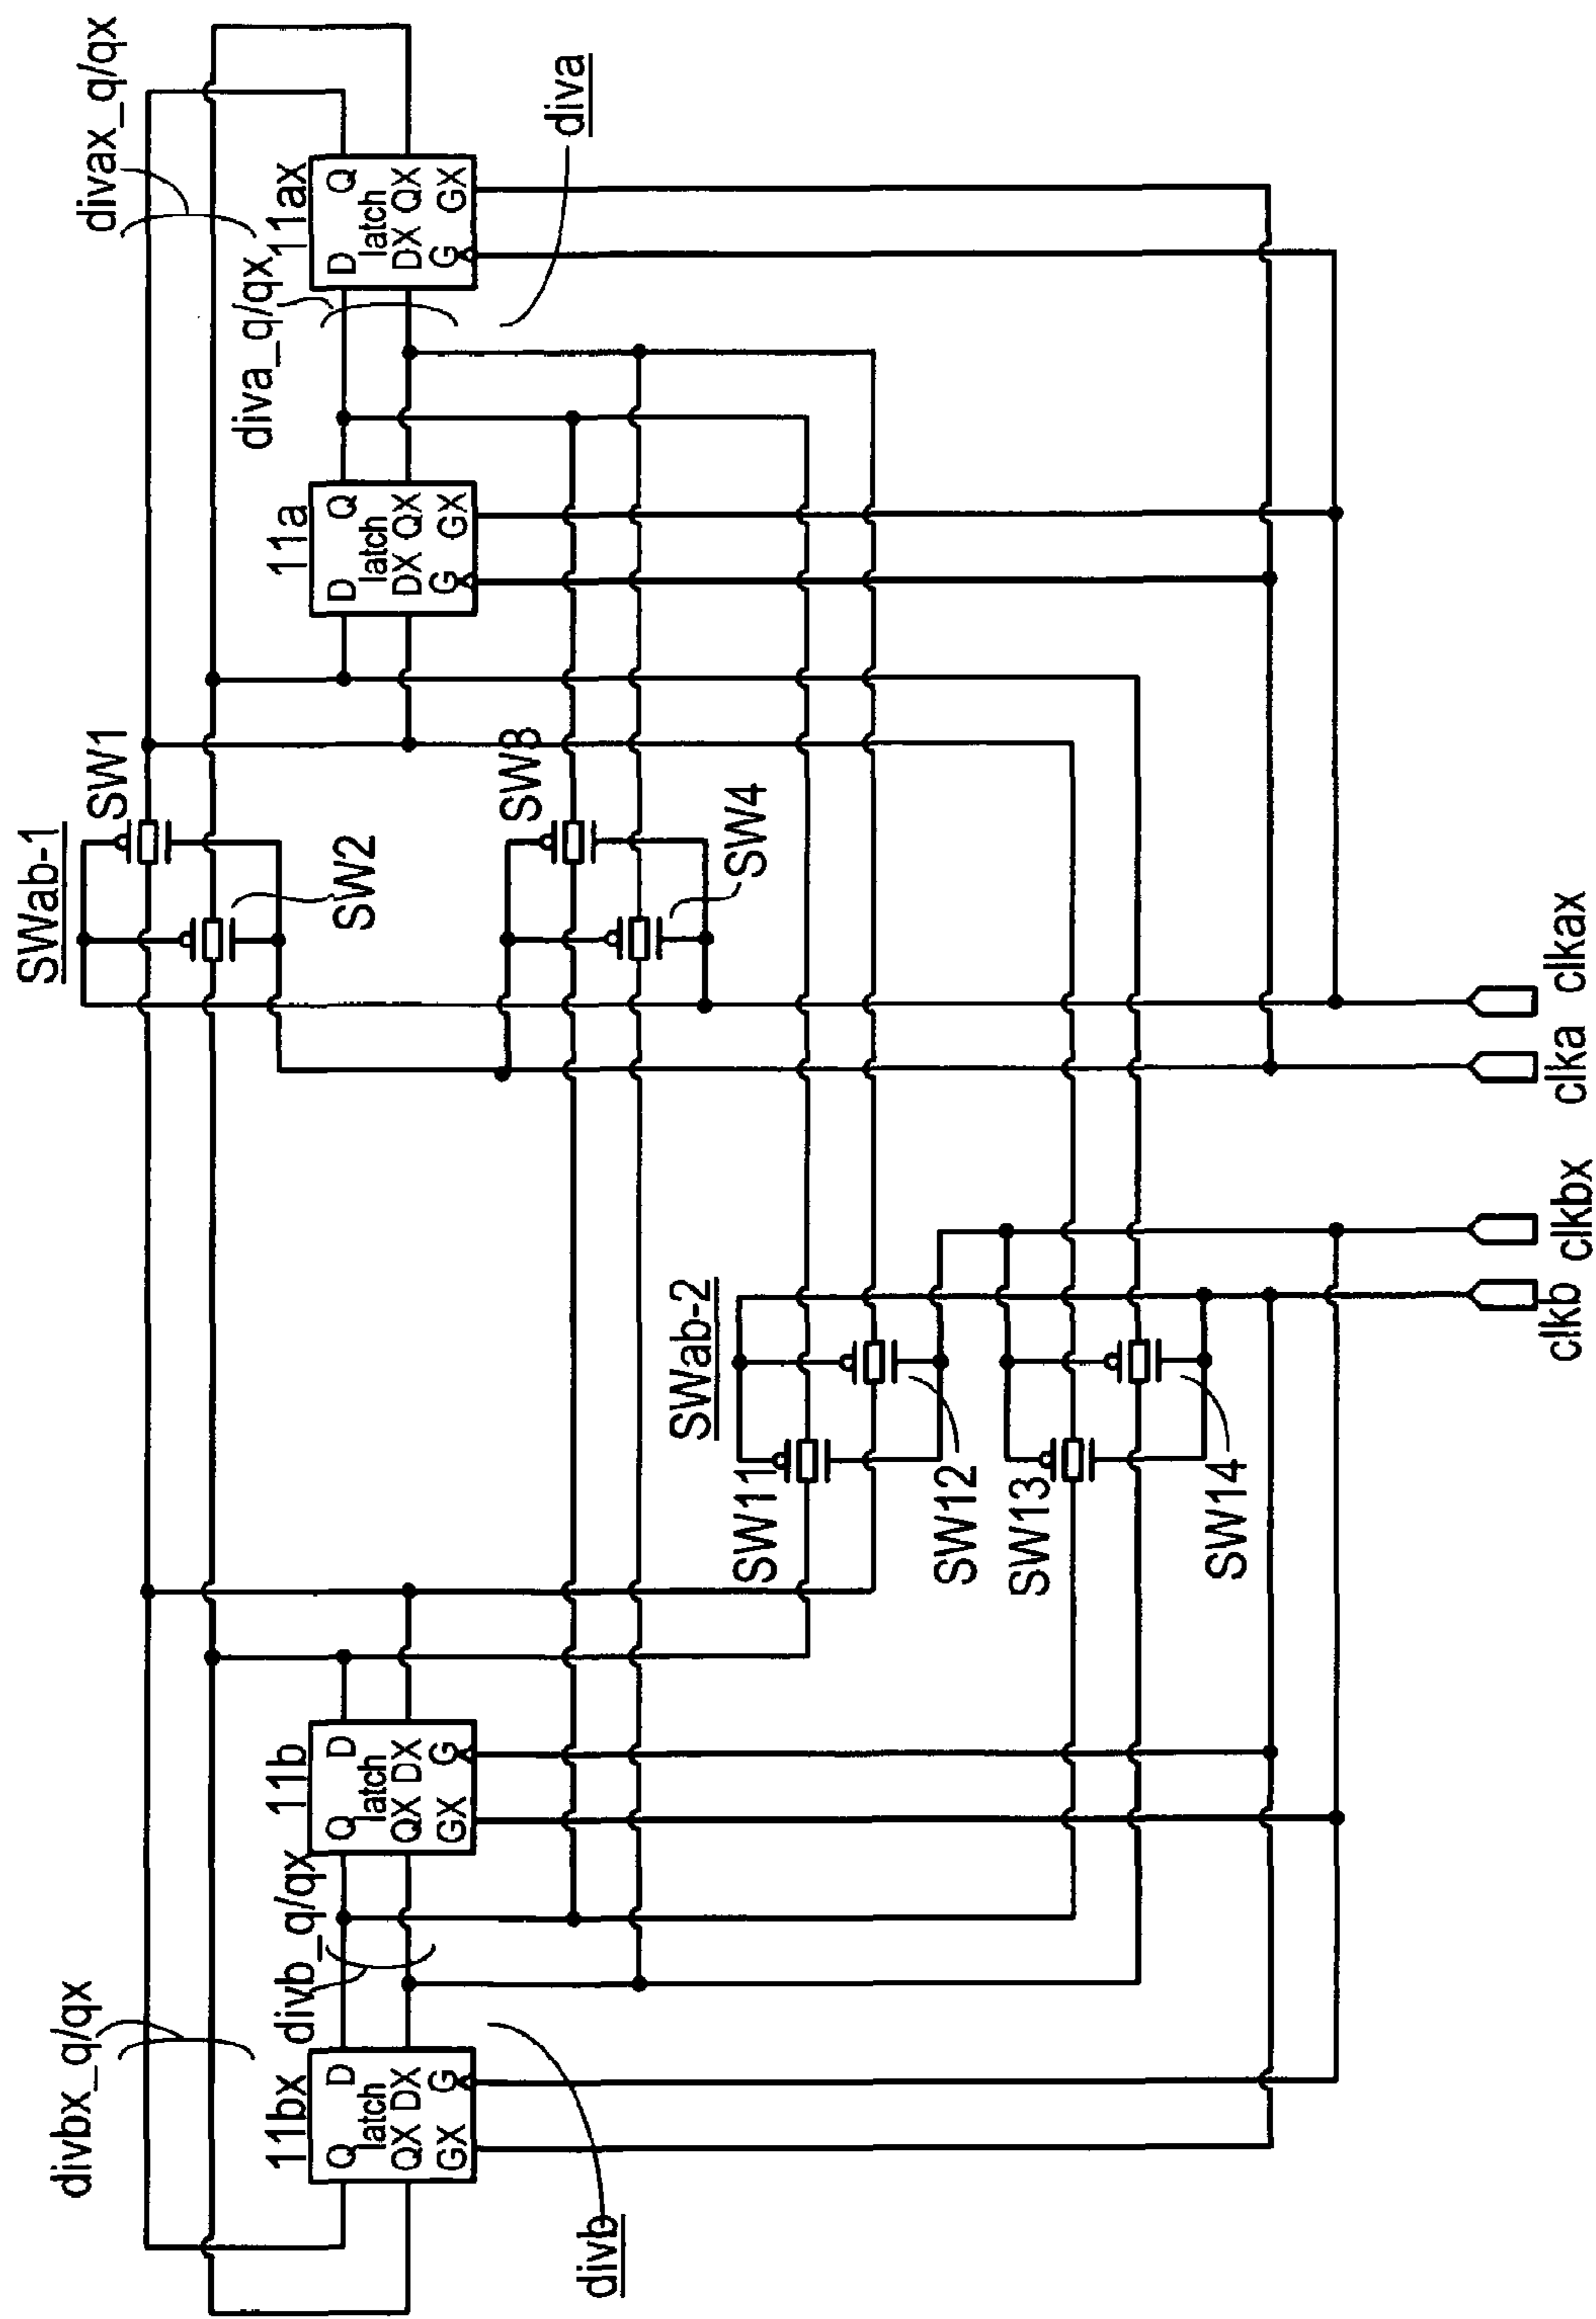 divbx_q/qx
11bx
Q
D
latch
QX DX
GX
G
divb
divb_q/qx
11b
Q
D
latch
QX DX
GX
G
SWab-1
SW1
SW2
SW3
SW4
SWab-2
SW11
SW12
SW13
SW14
11a
D
Q
latch
DX QX
G
GX
diva_q/qx
divax_q/qx
11ax
D
Q
latch
DX QX
G
GX
diva
clkb
clkbx
clka
clkax